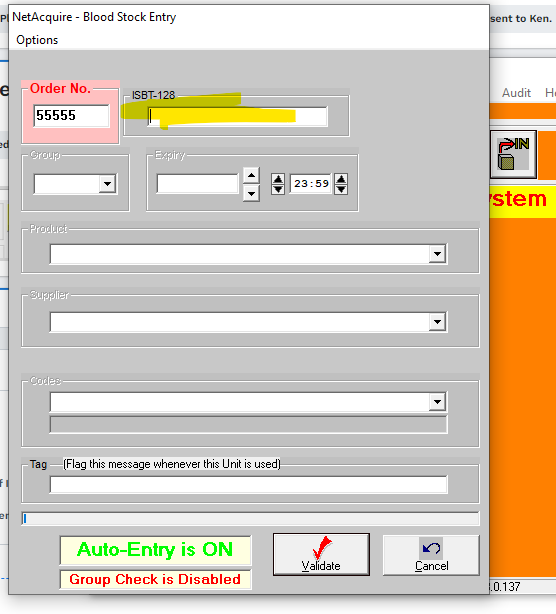 NetAcquire - Blood Stock Entry
sent to Ken.
Options
Order No.
55555
ISBT-128
Audit
IN
Group
Expiry
23:59
ystem
Product
Supplier
Codes
Tag (Flag this message whenever this Unit is used)
Auto-Entry is ON
Group Check is Disabled
Validate
Cancel
.0.137